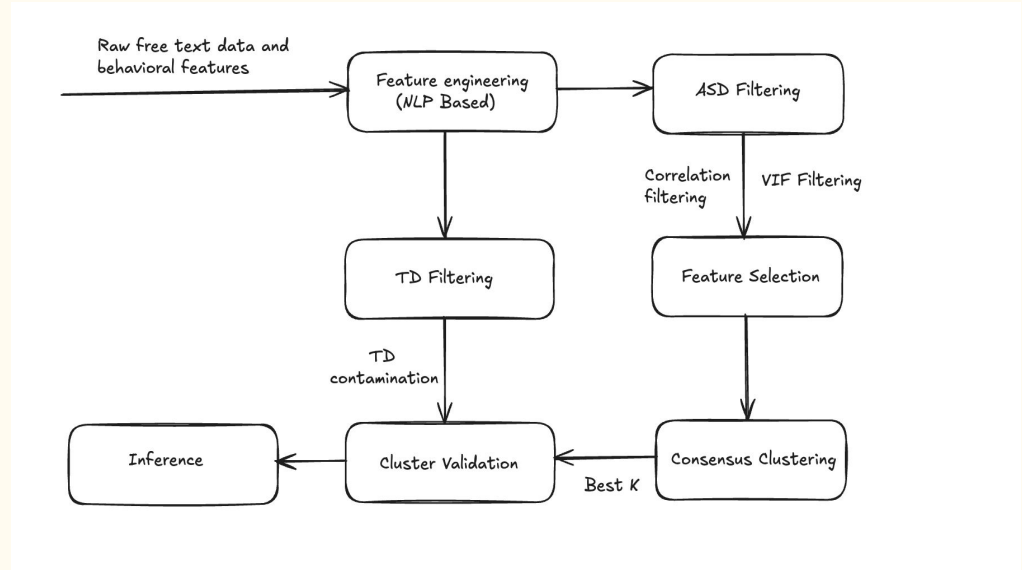 Raw free text data and
behavioral features
Feature engineering
(NLP Based)
ASD Filtering
Correlation
filtering
VIF Filtering
TD Filtering
Feature Selection
TD
contamination
Inference
Cluster Validation
Best K
Consensus Clustering